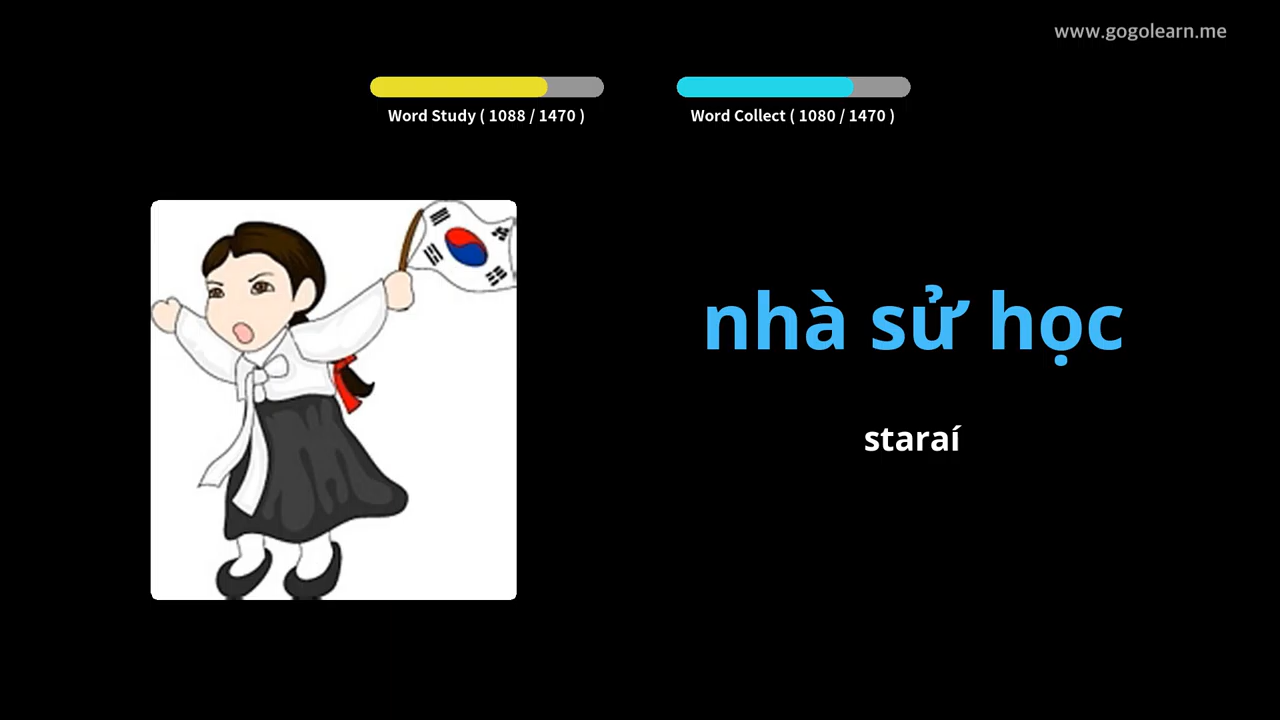 www.gogolearn.me
Word Study ( 1088 / 1470 )
Word Collect ( 1080 / 1470 )
nhà sử học
staraí